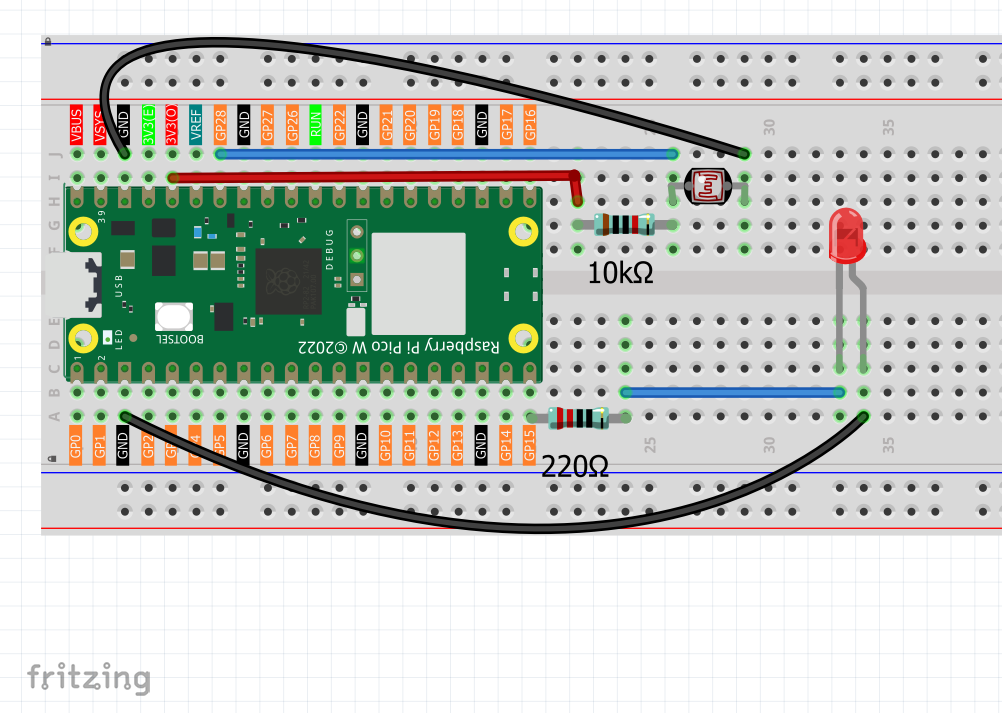 VBUS VSYS GND 3V3(E) 3V3(O) VREF GP28 GND GP27 GP26 RUN GP22 GND GP21 GP20 GP19 GP18 GND GP17 GP16
30 35
J
I
H
G
F
39
DEBUG
USB
10kΩ
BOOTSEL
LED
Raspberry Pi Pico W ©2022
1 2
E
D
C
B
A
GP0 GP1 GND GP2 GP5 GND GP6 GP7 GP8 GP9 GND GP10 GP11 GP12 GP13 GND GP14 GP15
25 30 35
220Ω
fritzing